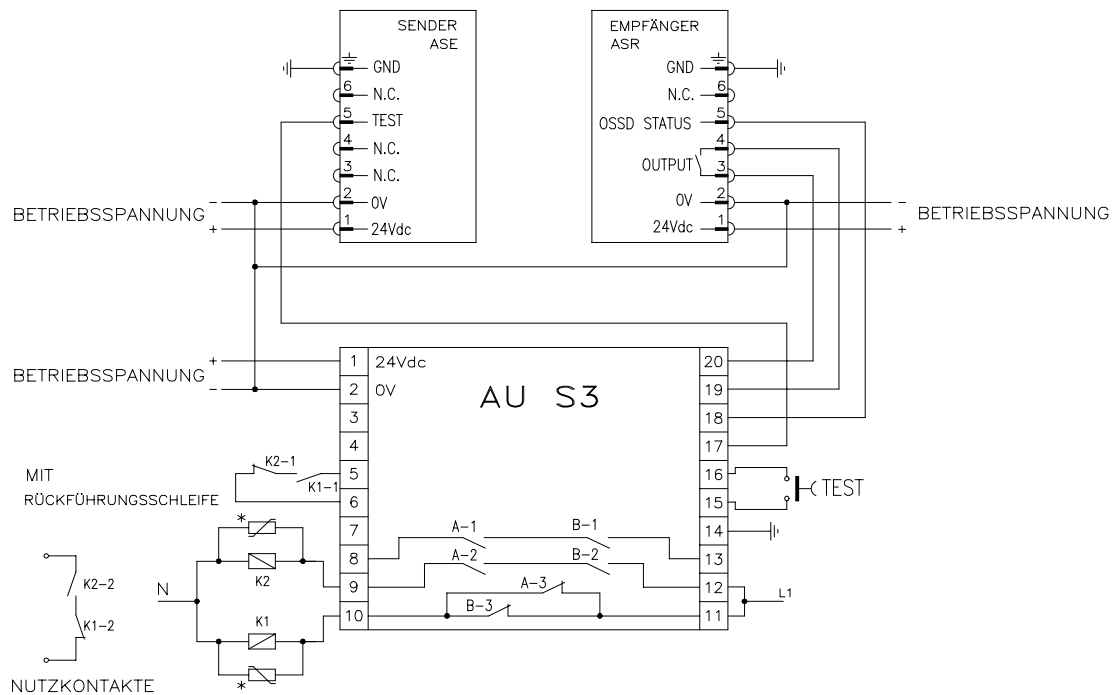 SENDER
ASE
GND
6
N.C.
5
TEST
4
N.C.
3
N.C.
2
0V
1
24Vdc
EMPFÄNGER
ASR
GND
N.C.
6
OSSD STATUS
5
4
OUTPUT
3
0V
2
24Vdc
1
BETRIEBSSPANNUNG
-
+
-
+
BETRIEBSSPANNUNG
BETRIEBSSPANNUNG
+
-
AU S3
1
24Vdc
2
0V
3
4
5
6
7
8
9
10
20
19
18
17
16
15
14
13
12
11
MIT
RÜCKFÜHRUNGSSCHLEIFE
K2-1
K1-1
TEST
A-1
B-1
A-2
B-2
A-3
B-3
L1
N
*
K2
K1
*
K2-2
K1-2
NUTZKONTAKTE